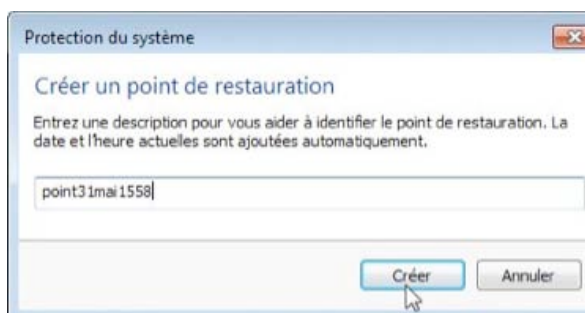 Protection du système
Créer un point de restauration
Entrez une description pour vous aider à identifier le point de restauration. La
date et l'heure actuelles sont ajoutées automatiquement.
point31mai1558
Créer
Annuler